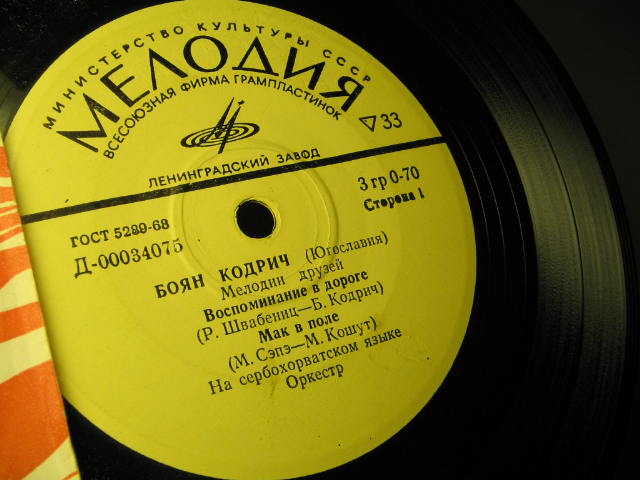 МИНИСТЕРСТВО КУЛЬТУРЫ СССР
МЕЛОДИЯ
ВСЕСОЮЗНАЯ ФИРМА ГРАМПЛАСТИНОК
33
ЛЕНИНГРАДСКИЙ ЗАВОД
3 гр 0-70
Сторона 1
ГОСТ 5289-68
Д-00034075
БОЯН КОДРИЧ (Югославия)
Мелодии друзей
Воспоминание в дороге
(Р. Швабениц—Б. Кодрич)
Мак в поле
(М. Сэпэ—М. Кошут)
На сербохорватском языке
Оркестр